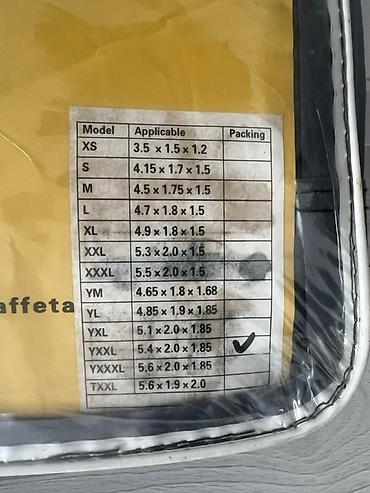 Model Applicable Packing
XS 3.5 × 1.5 × 1.2
S 4.15 × 1.7 × 1.5
M 4.5 × 1.75 × 1.5
L 4.7 × 1.8 × 1.5
XL 4.9 × 1.8 × 1.5
XXL 5.3 × 2.0 × 1.5
XXXL 5.5 × 2.0 × 1.5
YM 4.65 × 1.8 × 1.68
YL 4.85 × 1.9 × 1.85
YXL 5.1 × 2.0 × 1.85
YXXL 5.4 × 2.0 × 1.85 ✓
YXXXL 5.6 × 2.0 × 1.85
TXXL 5.6 × 1.9 × 2.0
affeta